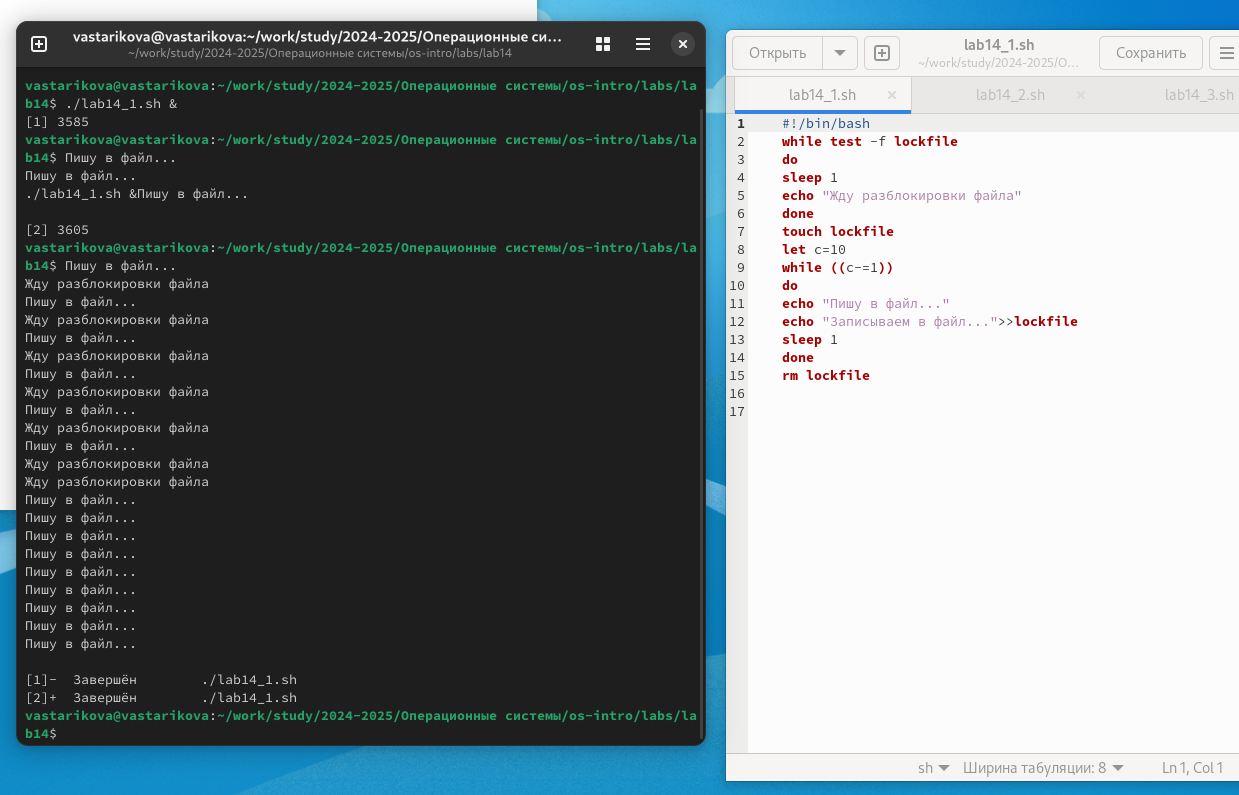 vastarikova@vastarikova:~/work/study/2024-2025/Операционные си...
~/work/study/2024-2025/Операционные системы/os-intro/labs/lab14
vastarikova@vastarikova:~/work/study/2024-2025/Операционные системы/os-intro/labs/la
b14$ ./lab14_1.sh &
[1] 3585
vastarikova@vastarikova:~/work/study/2024-2025/Операционные системы/os-intro/labs/la
b14$ Пишу в файл...
Пишу в файл...
./lab14_1.sh &Пишу в файл...
[2] 3605
vastarikova@vastarikova:~/work/study/2024-2025/Операционные системы/os-intro/labs/la
b14$ Пишу в файл...
Жду разблокировки файла
Пишу в файл...
Жду разблокировки файла
Пишу в файл...
Жду разблокировки файла
Пишу в файл...
Жду разблокировки файла
Пишу в файл...
Жду разблокировки файла
Пишу в файл...
Жду разблокировки файла
Жду разблокировки файла
Пишу в файл...
Пишу в файл...
Пишу в файл...
Пишу в файл...
Пишу в файл...
Пишу в файл...
Пишу в файл...
Пишу в файл...
Пишу в файл...
[1]-  Завершён        ./lab14_1.sh
[2]+  Завершён        ./lab14_1.sh
vastarikova@vastarikova:~/work/study/2024-2025/Операционные системы/os-intro/labs/la
b14$
Открыть
lab14_1.sh
~/work/study/2024-2025/О...
Сохранить
lab14_1.sh × lab14_2.sh × lab14_3.sh
1 #!/bin/bash
2 while test -f lockfile
3 do
4 sleep 1
5 echo "Жду разблокировки файла"
6 done
7 touch lockfile
8 let c=10
9 while ((c-=1))
10 do
11 echo "Пишу в файл..."
12 echo "Записываем в файл...">>lockfile
13 sleep 1
14 done
15 rm lockfile
16
17
sh Ширина табуляции: 8 Ln 1, Col 1